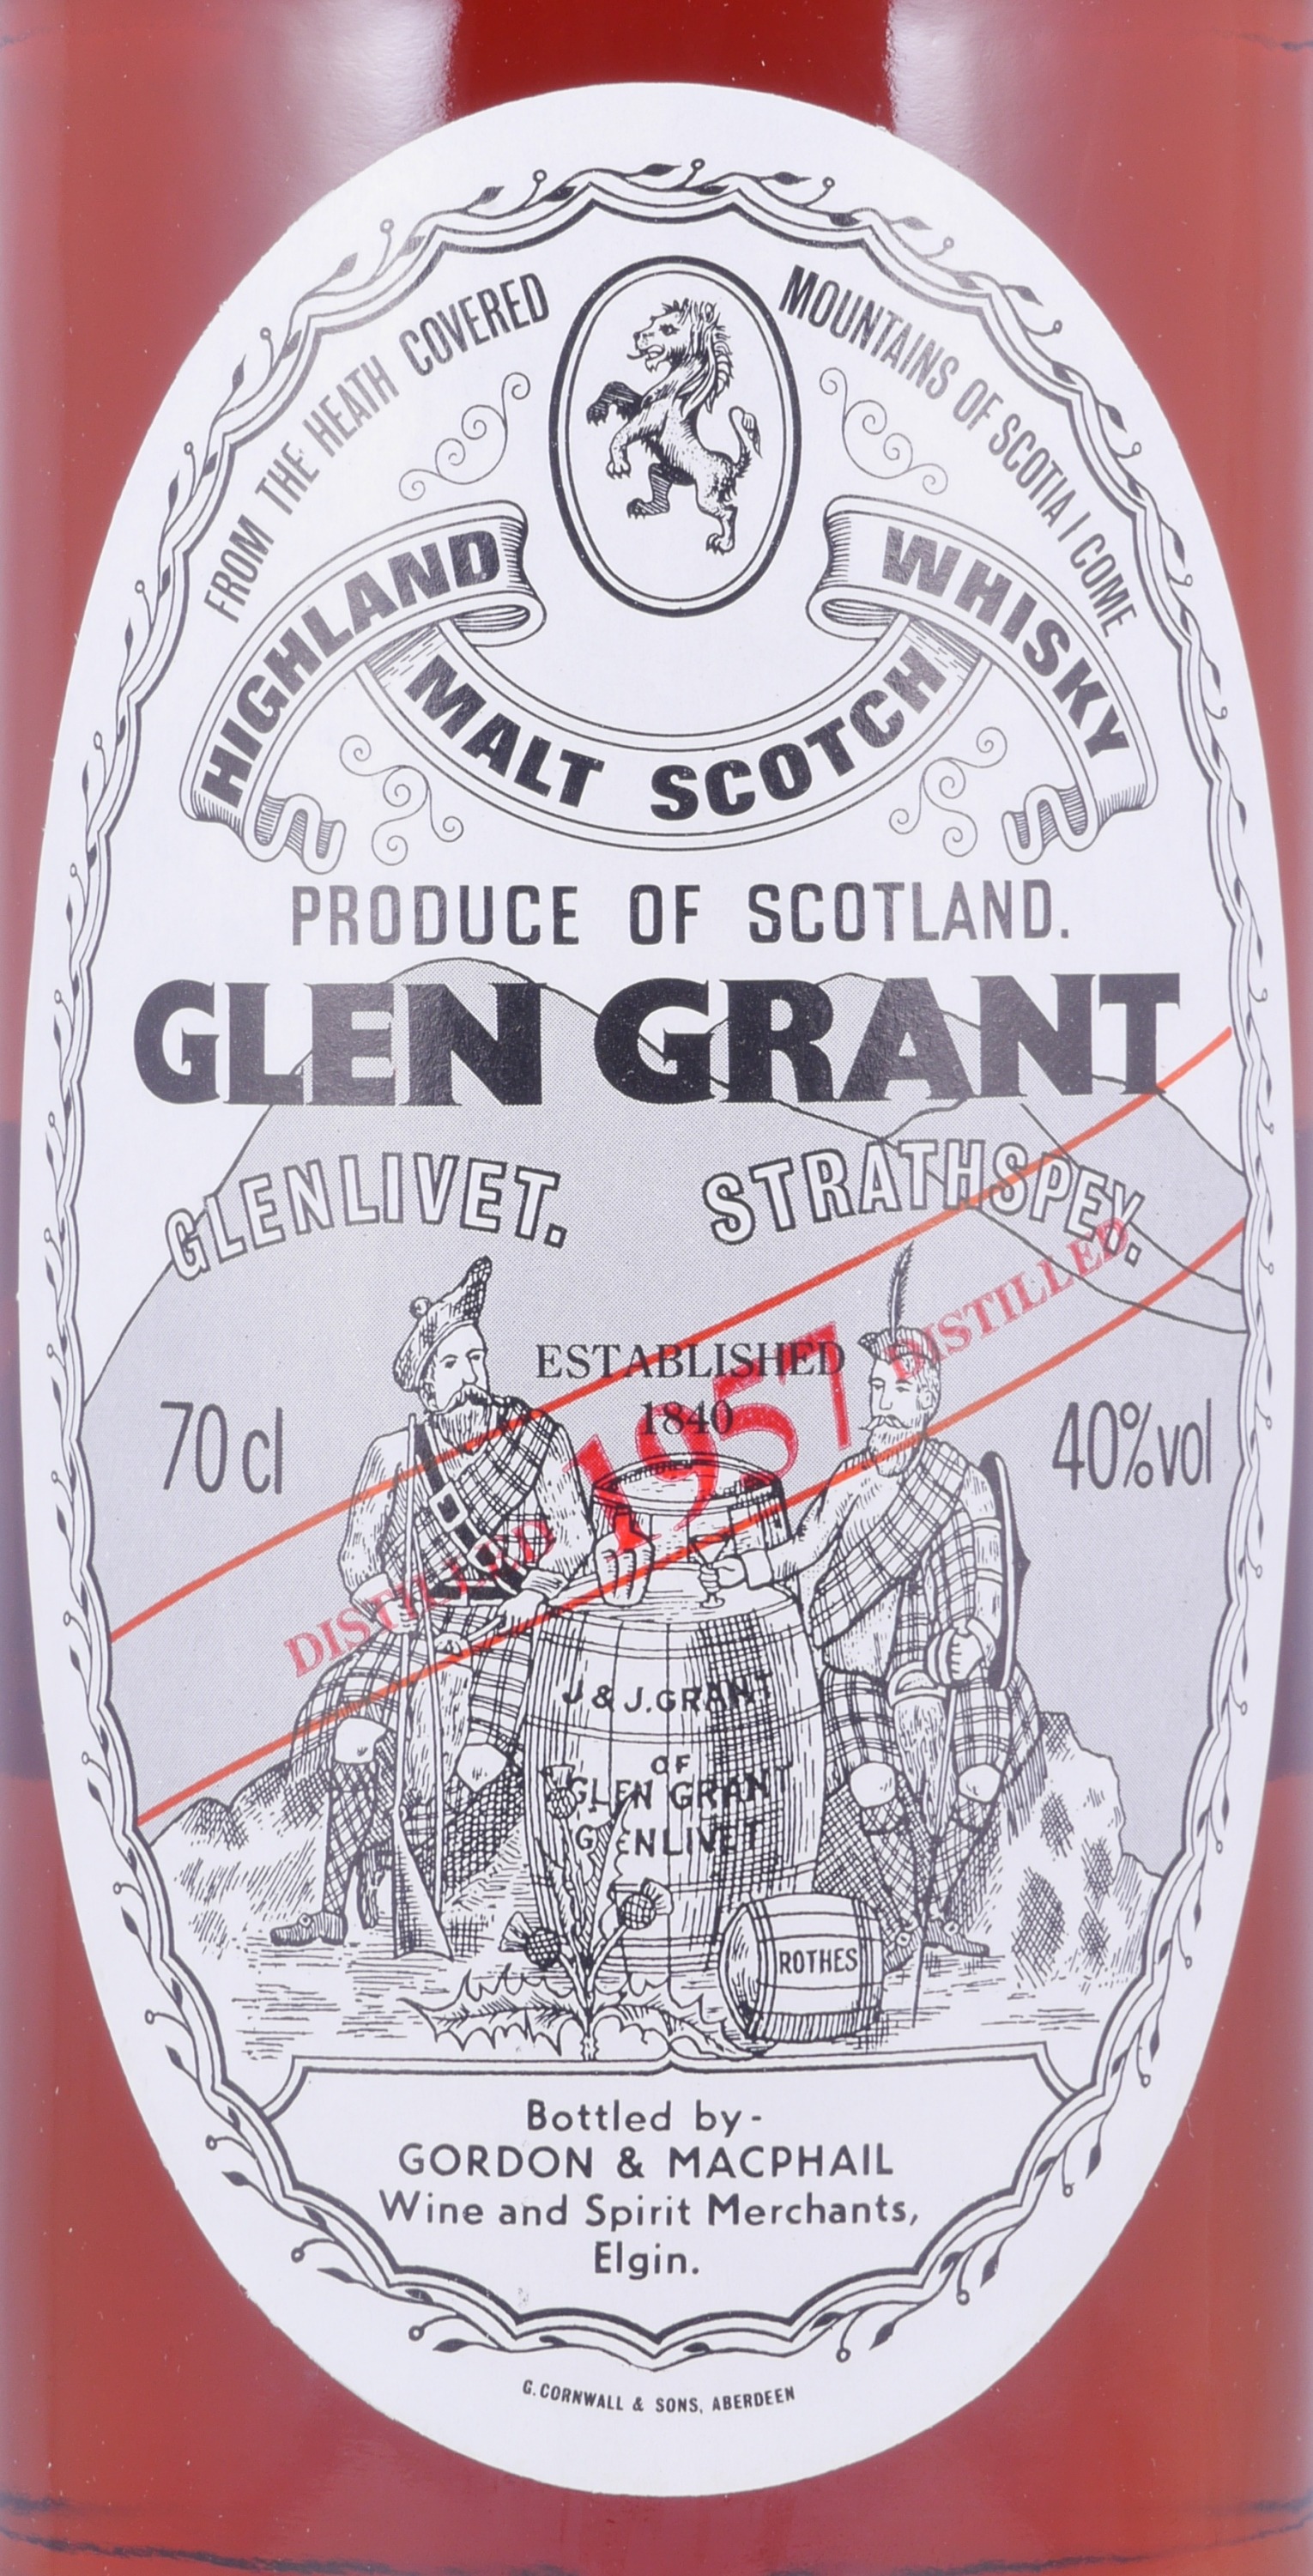 FROM THE HEATH COVERED MOUNTAINS OF SCOTIA I COME
HIGHLAND MALT SCOTCH WHISKY
PRODUCE OF SCOTLAND.
GLEN GRANT
GLENLIVET. STRATHSPEY.
ESTABLISHED
1840
70 cl
40% vol
DISTILLED 1957 DISTILLED
J & J. GRANT
OF
GLEN GRANT
GLENLIVET
ROTHES
Bottled by -
GORDON & MACPHAIL
Wine and Spirit Merchants,
Elgin.
G. CORNWALL & SONS, ABERDEEN